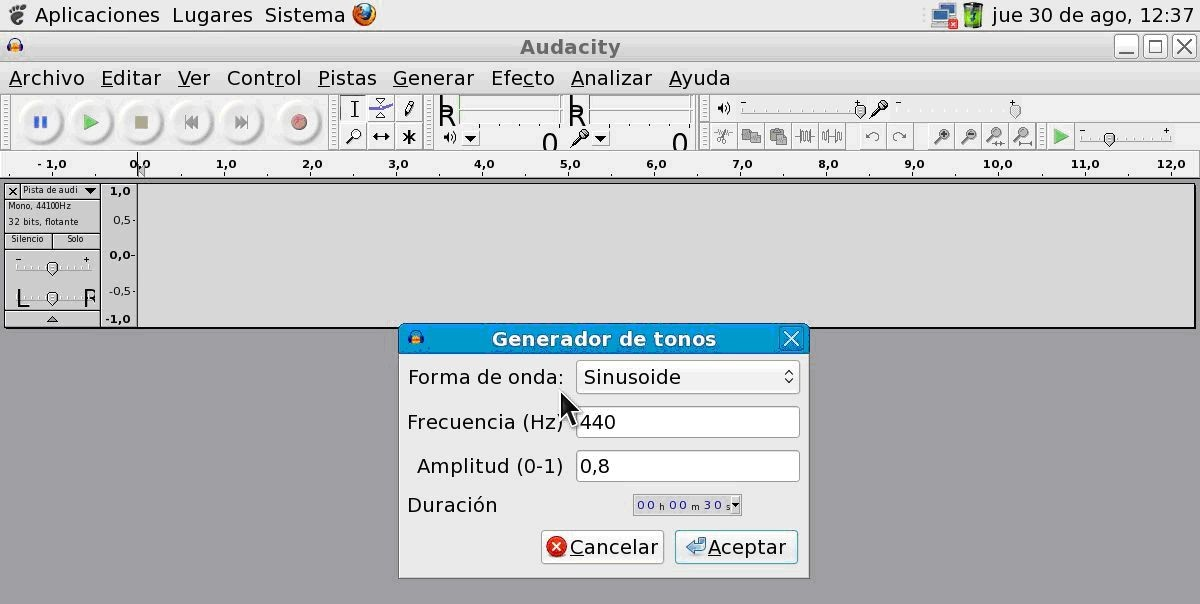 Aplicaciones Lugares Sistema jue 30 de ago, 12:37
Audacity
Archivo Editar Ver Control Pistas Generar Efecto Analizar Ayuda
R R
0 0
- 1,0 0,0 1,0 2,0 3,0 4,0 5,0 6,0 7,0 8,0 9,0 10,0 11,0 12,0
Pista de audi 1,0
Mono, 44100Hz
32 bits, flotante 0,5
Silencio Solo
0,0
L R -0,5
-1,0
Generador de tonos
Forma de onda: Sinusoide
Frecuencia (Hz) 440
Amplitud (0-1) 0,8
Duración 00 h 00 m 30 s
Cancelar Aceptar